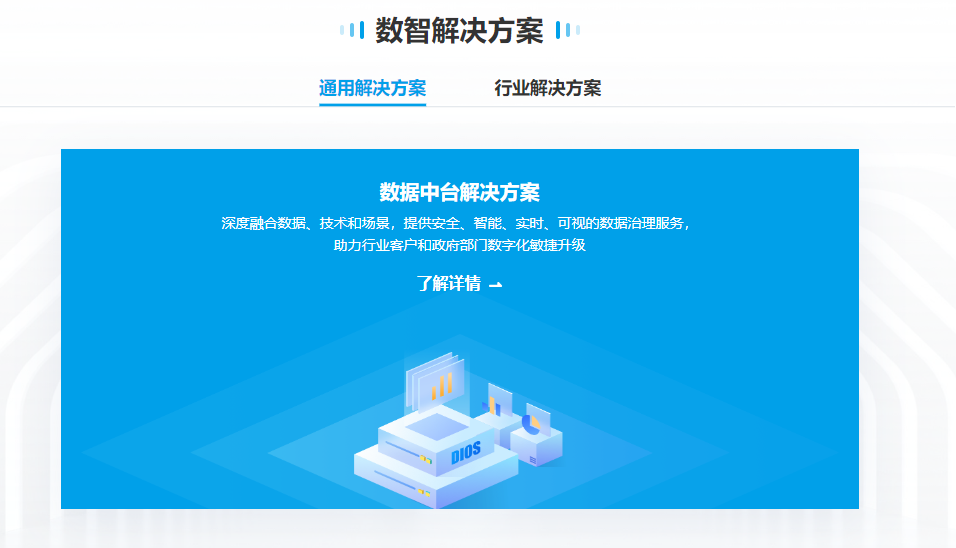 数智解决方案
通用解决方案 行业解决方案
数据中台解决方案
深度融合数据、技术和场景，提供安全、智能、实时、可视的数据治理服务，
助力行业客户和政府部门数字化敏捷升级
了解详情
DIOS